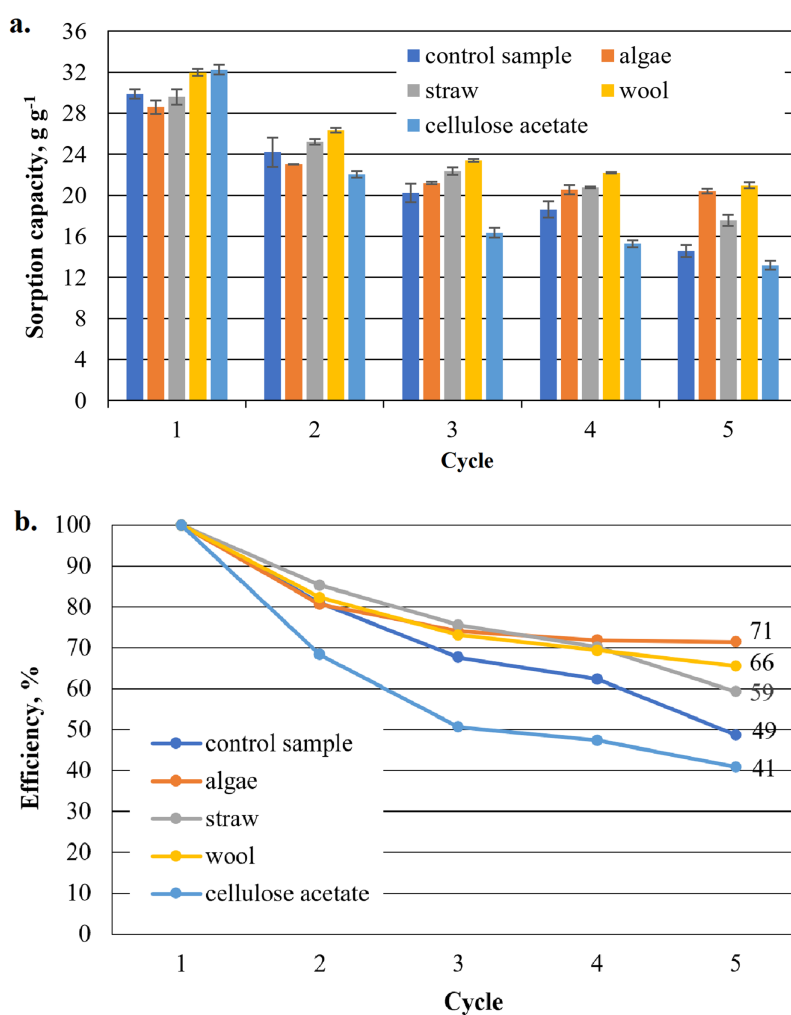 a.
Sorption capacity, g g⁻¹
36
32
28
24
20
16
12
8
4
0
control sample
algae
straw
wool
cellulose acetate
1 2 3 4 5
Cycle
b.
Efficiency, %
100
90
80
70
60
50
40
30
20
10
0
71
66
59
49
41
control sample
algae
straw
wool
cellulose acetate
1 2 3 4 5
Cycle